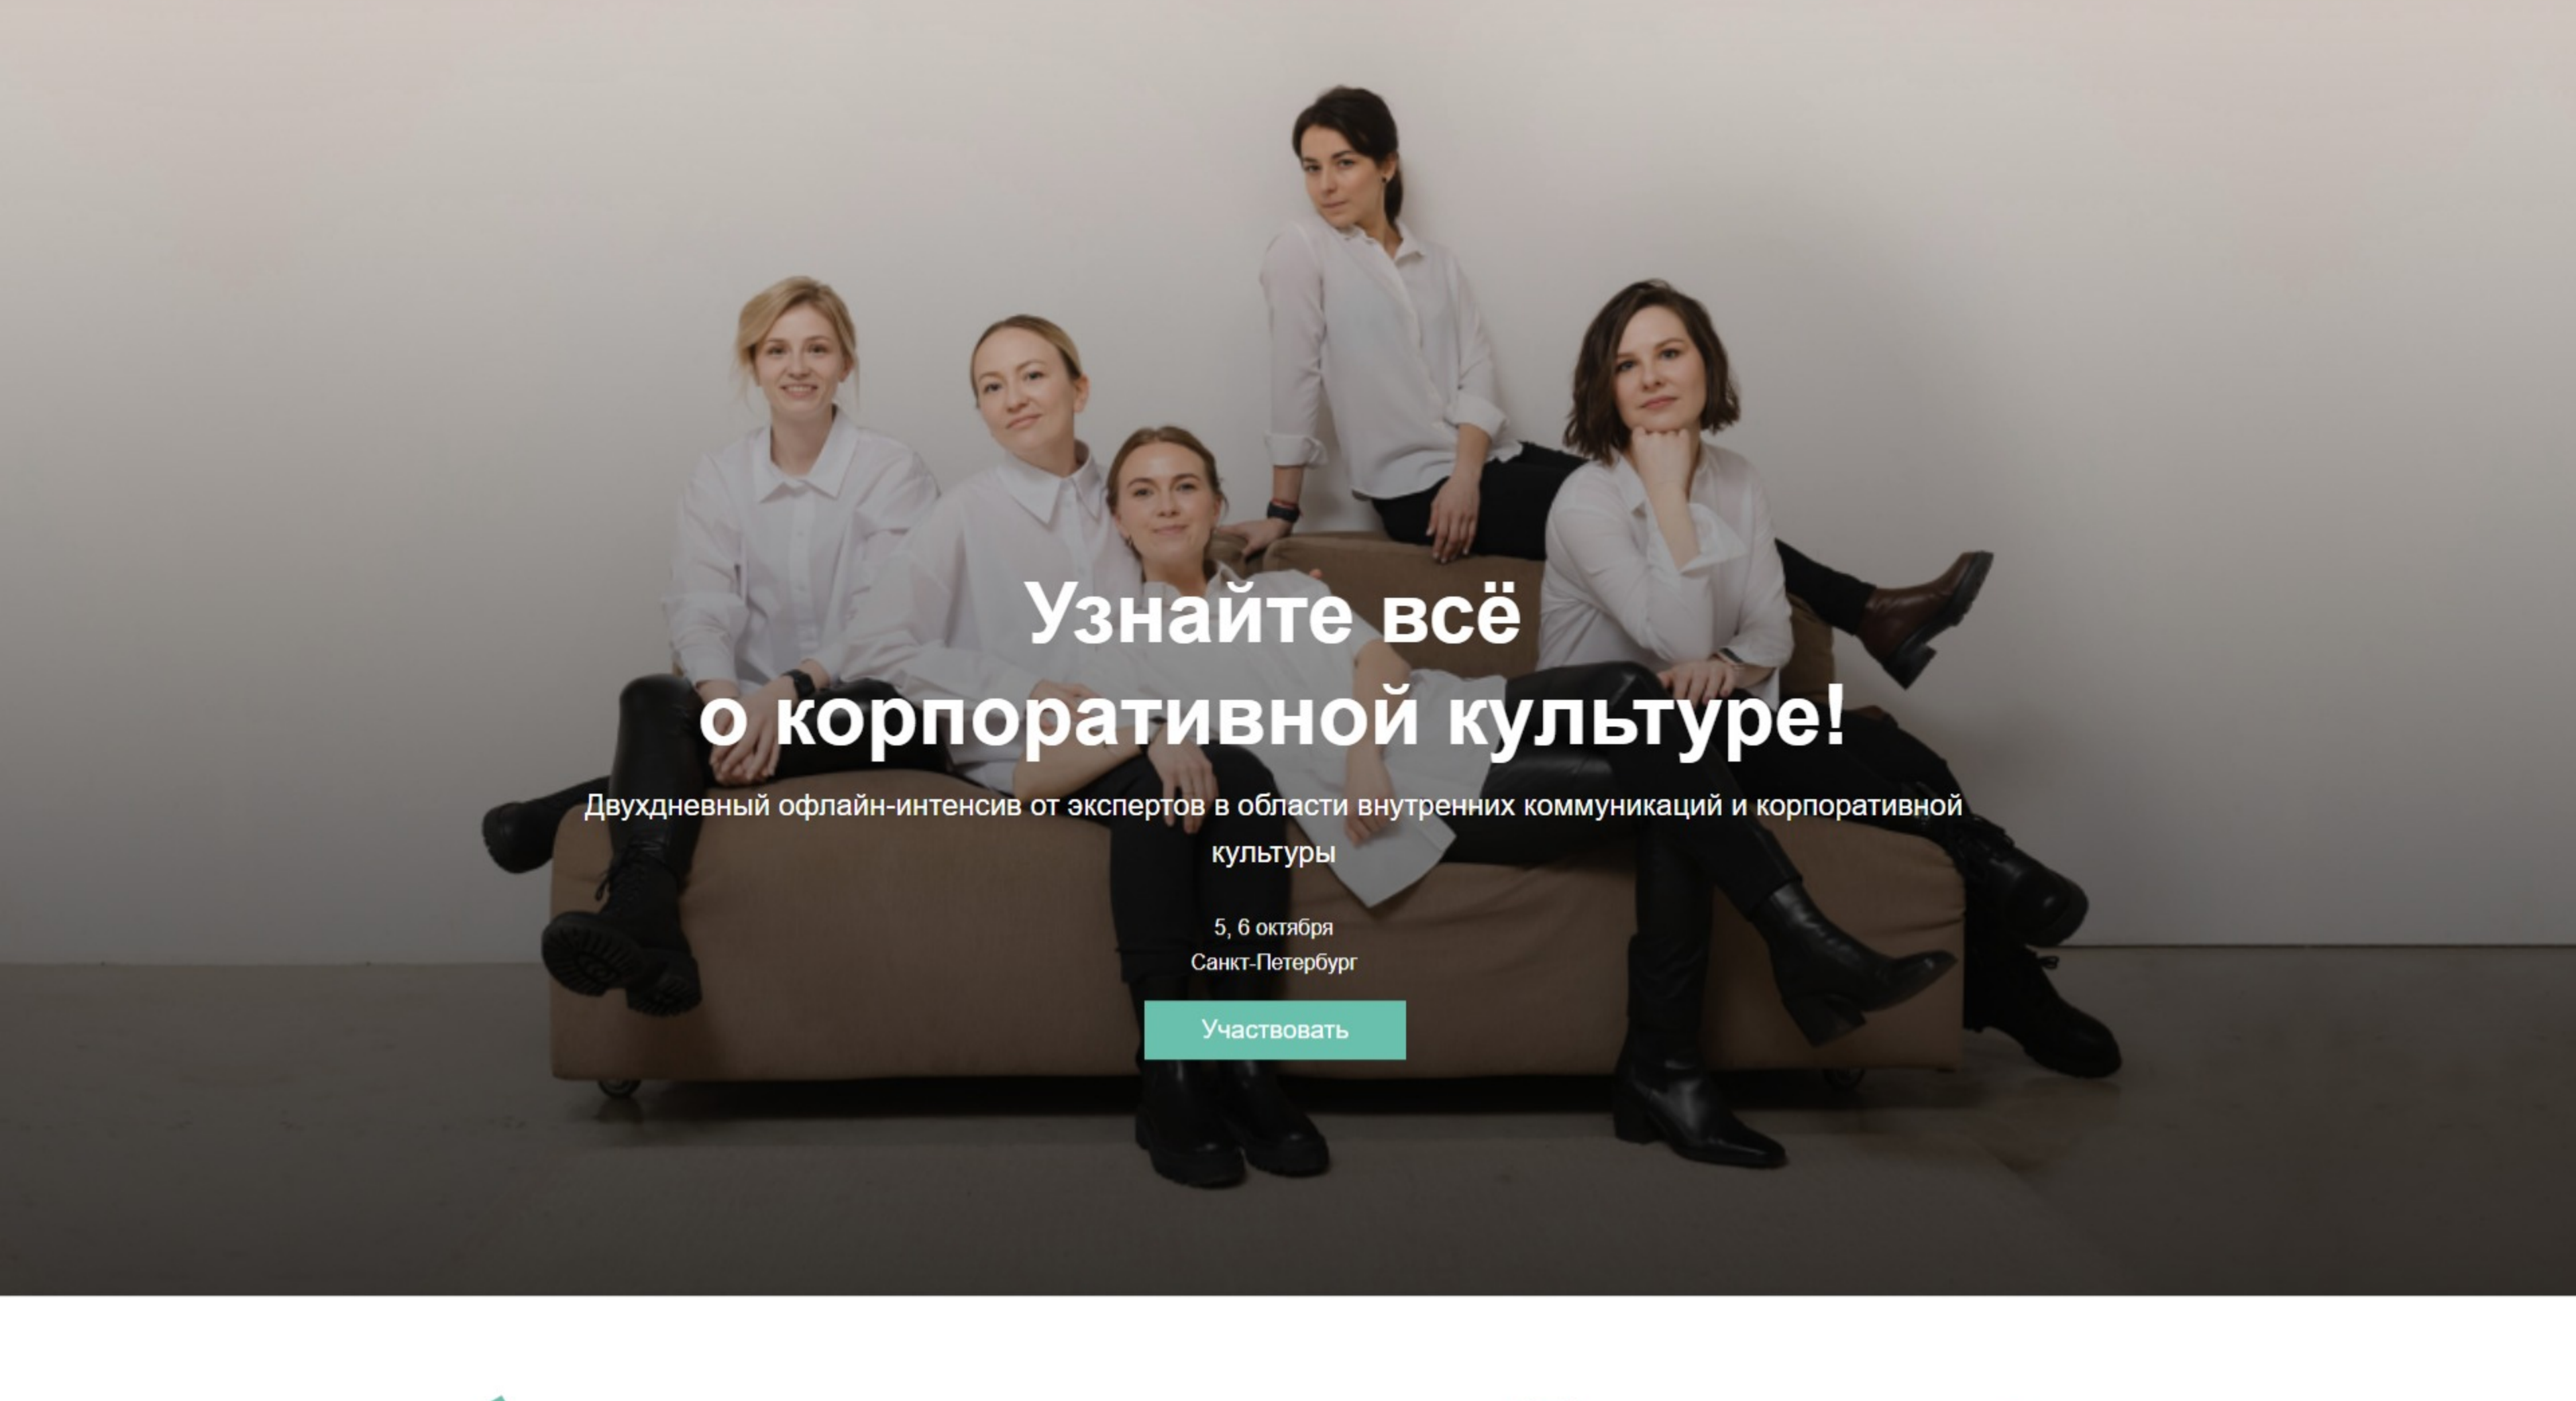 Узнайте всё
о корпоративной культуре!
Двухдневный офлайн-интенсив от экспертов в области внутренних коммуникаций и корпоративной
культуры
5, 6 октября
Санкт-Петербург
Участвовать